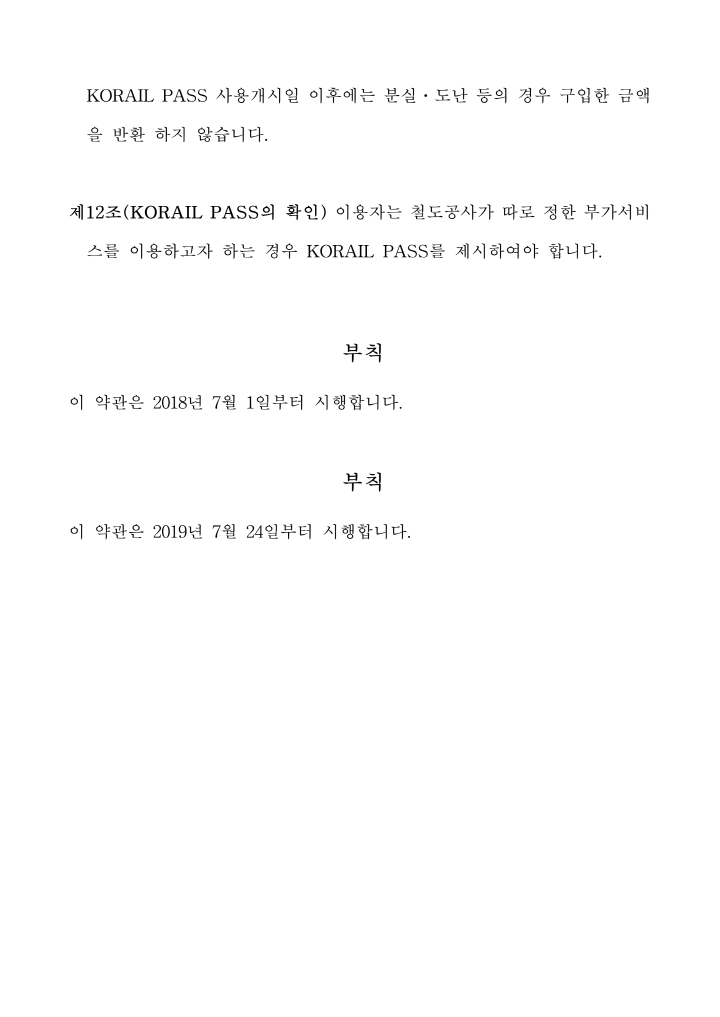 KORAIL PASS 사용개시일 이후에는 분실·도난 등의 경우 구입한 금액
을 반환 하지 않습니다.
제12조(KORAIL PASS의 확인) 이용자는 철도공사가 따로 정한 부가서비
스를 이용하고자 하는 경우 KORAIL PASS를 제시하여야 합니다.
부칙
이 약관은 2018년 7월 1일부터 시행합니다.
부칙
이 약관은 2019년 7월 24일부터 시행합니다.